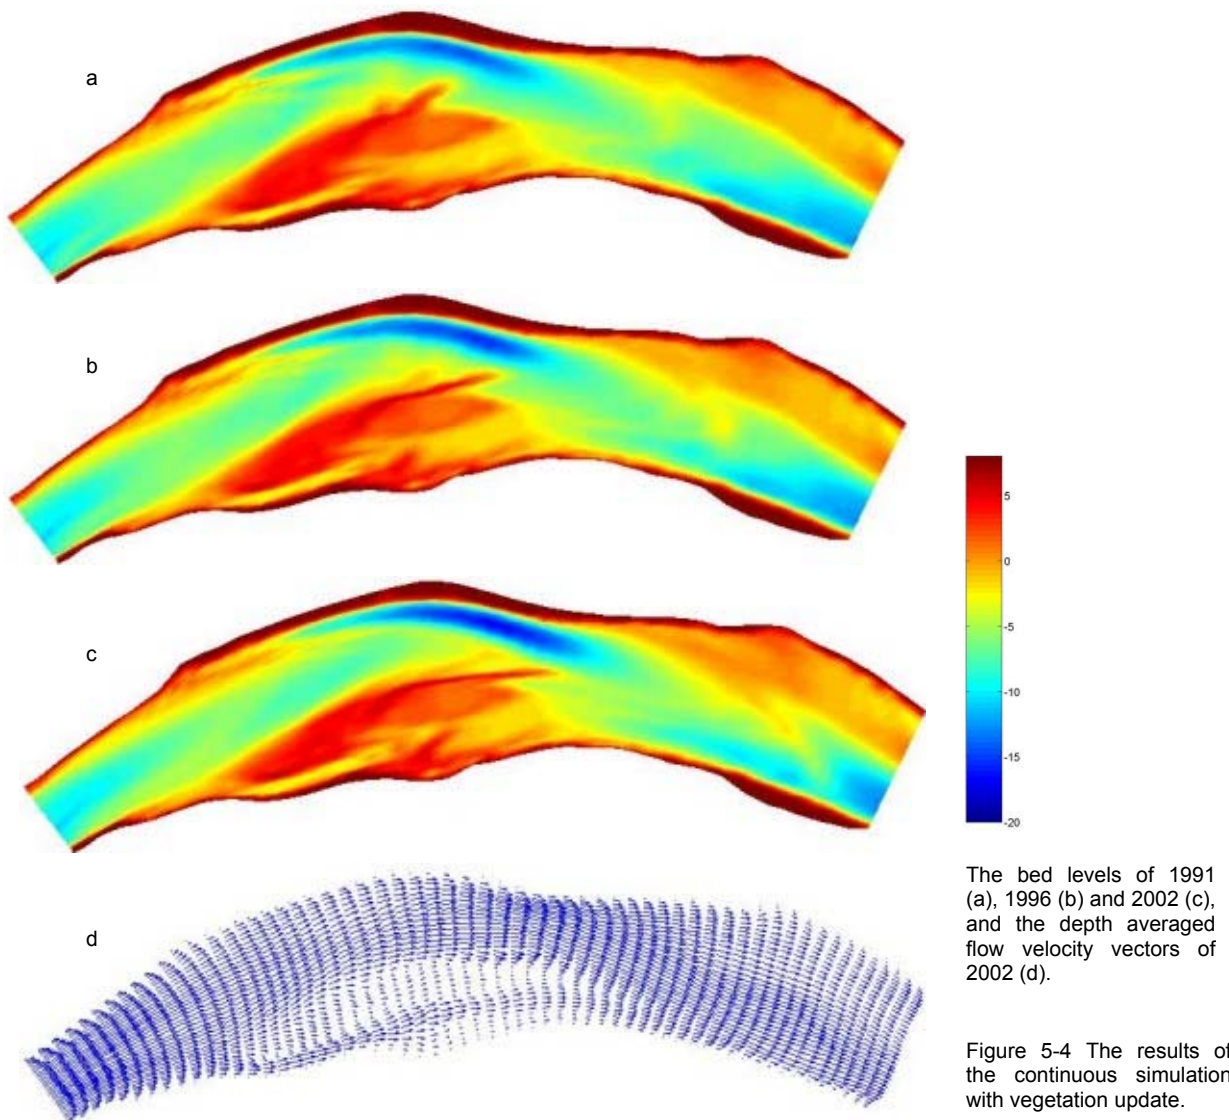 a
b
c
d
5
0
-5
-10
-15
-20
The bed levels of 1991
(a), 1996 (b) and 2002 (c),
and the depth averaged
flow velocity vectors of
2002 (d).
Figure 5-4 The results of
the continuous simulation
with vegetation update.